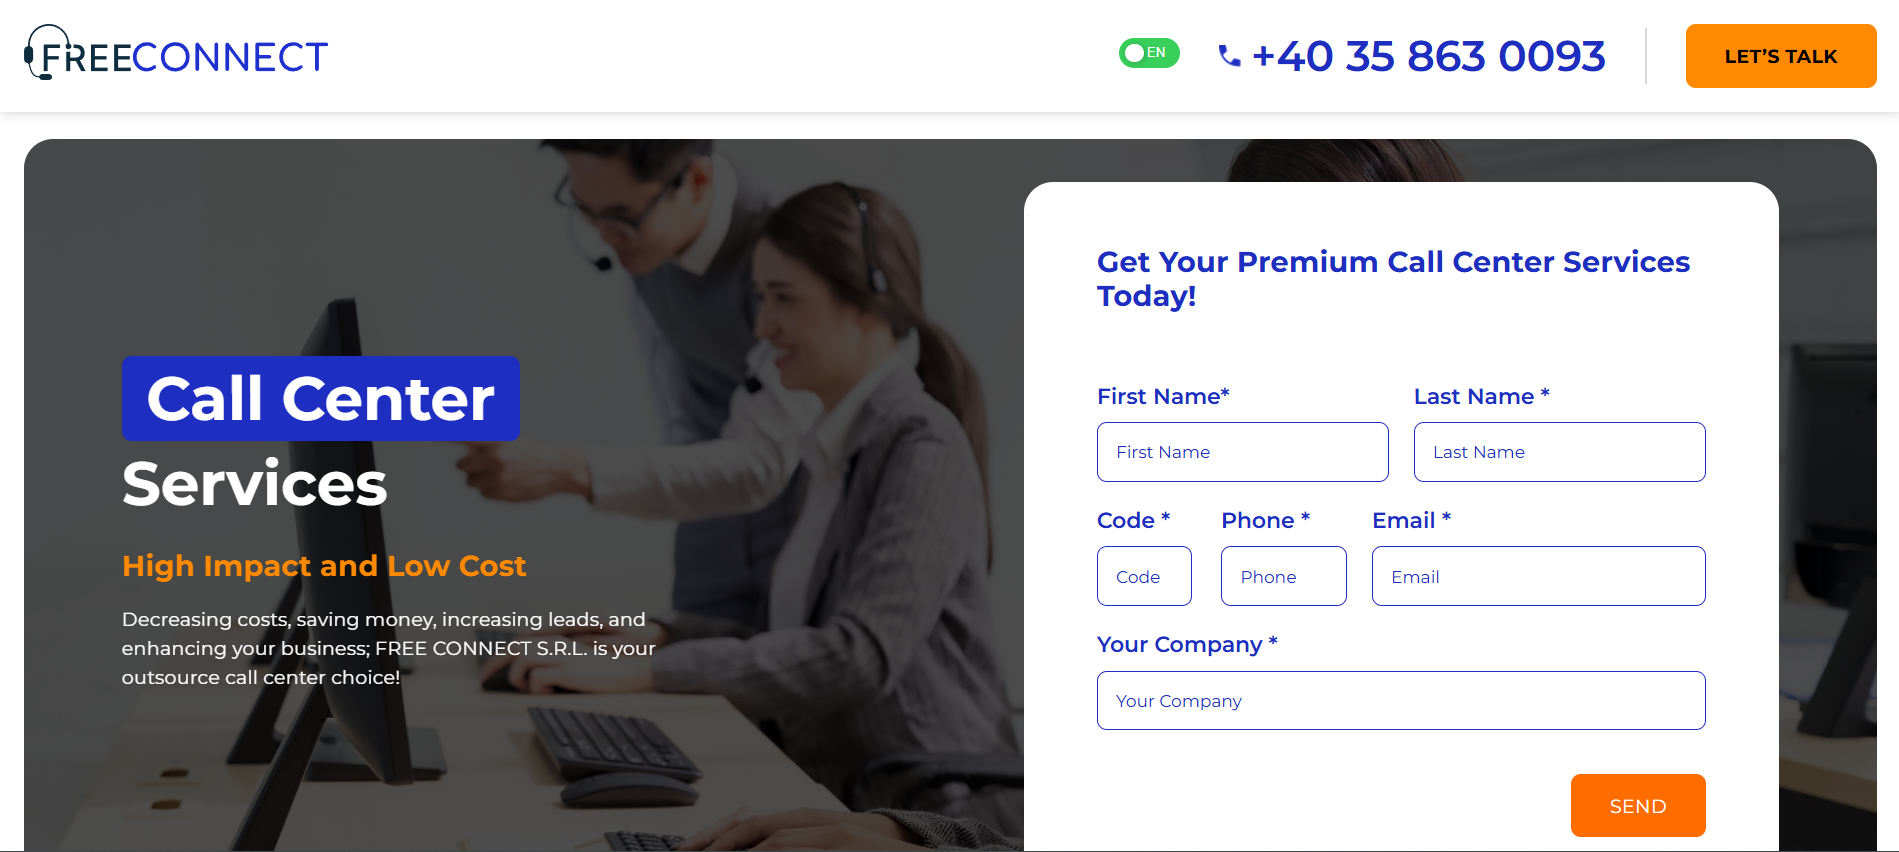 FREECONNECT
EN
+40 35 863 0093
LET’S TALK
Call Center
Services
High Impact and Low Cost
Decreasing costs, saving money, increasing leads, and
enhancing your business; FREE CONNECT S.R.L. is your
outsource call center choice!
Get Your Premium Call Center Services
Today!
First Name*
Last Name *
First Name
Last Name
Code *
Phone *
Email *
Code
Phone
Email
Your Company *
Your Company
SEND